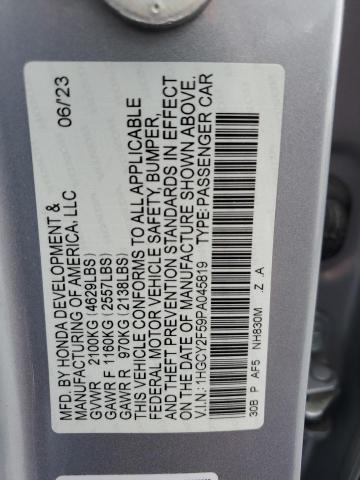 MFD. BY HONDA DEVELOPMENT &
MANUFACTURING OF AMERICA, LLC
06/'23
GVWR 2100KG (4629LBS)
GAWR F 1160KG (2557LBS)
GAWR R 970KG (2138LBS)
THIS VEHICLE CONFORMS TO ALL APPLICABLE
FEDERAL MOTOR VEHICLE SAFETY, BUMPER,
AND THEFT PREVENTION STANDARDS IN EFFECT
ON THE DATE OF MANUFACTURE SHOWN ABOVE.
V.I.N.: 1HGCY2F59PA045819 TYPE: PASSENGER CAR
30B P AF5 NH830M .Z .A